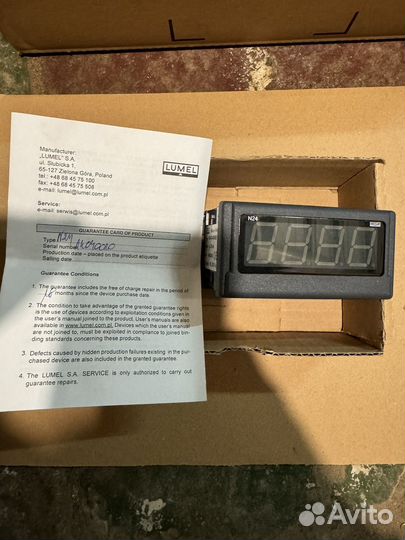 Manufacturer:
„LUMEL" S.A.
ul. Słubicka 1,
65-127 Zielona Góra, Poland
tel.: +48 68 45 75 100
fax: +48 68 45 75 508
e-mail: lumel@lumel.com.pl
LUMEL
Service:
e-mail: serwis@lumel.com.pl
GUARANTEE CARD OF PRODUCT
Type
Serial number
Production date – placed on the product etiquette
Salling date
Guarantee Conditions
1. The guarantee includes the free of charge repair in the period of
18 months since the device purchase date.
2. The condition to take advantage of the granted guarantee rights
is the use of devices according to exploitation conditions given in
the user's manual joined to the product. User's manuals are also
available in www.lumel.com.pl. Devices which the user's manual
are not joined to, must be exploited in compliance to joined bin-
ding standards concerning these products.
3. Defects caused by hidden production failures existing in the pur-
chased device are also included in the granted guarantee.
4. The LUMEL S.A. SERVICE is only authorized to carry out
guarantee repairs.
N24
Avito